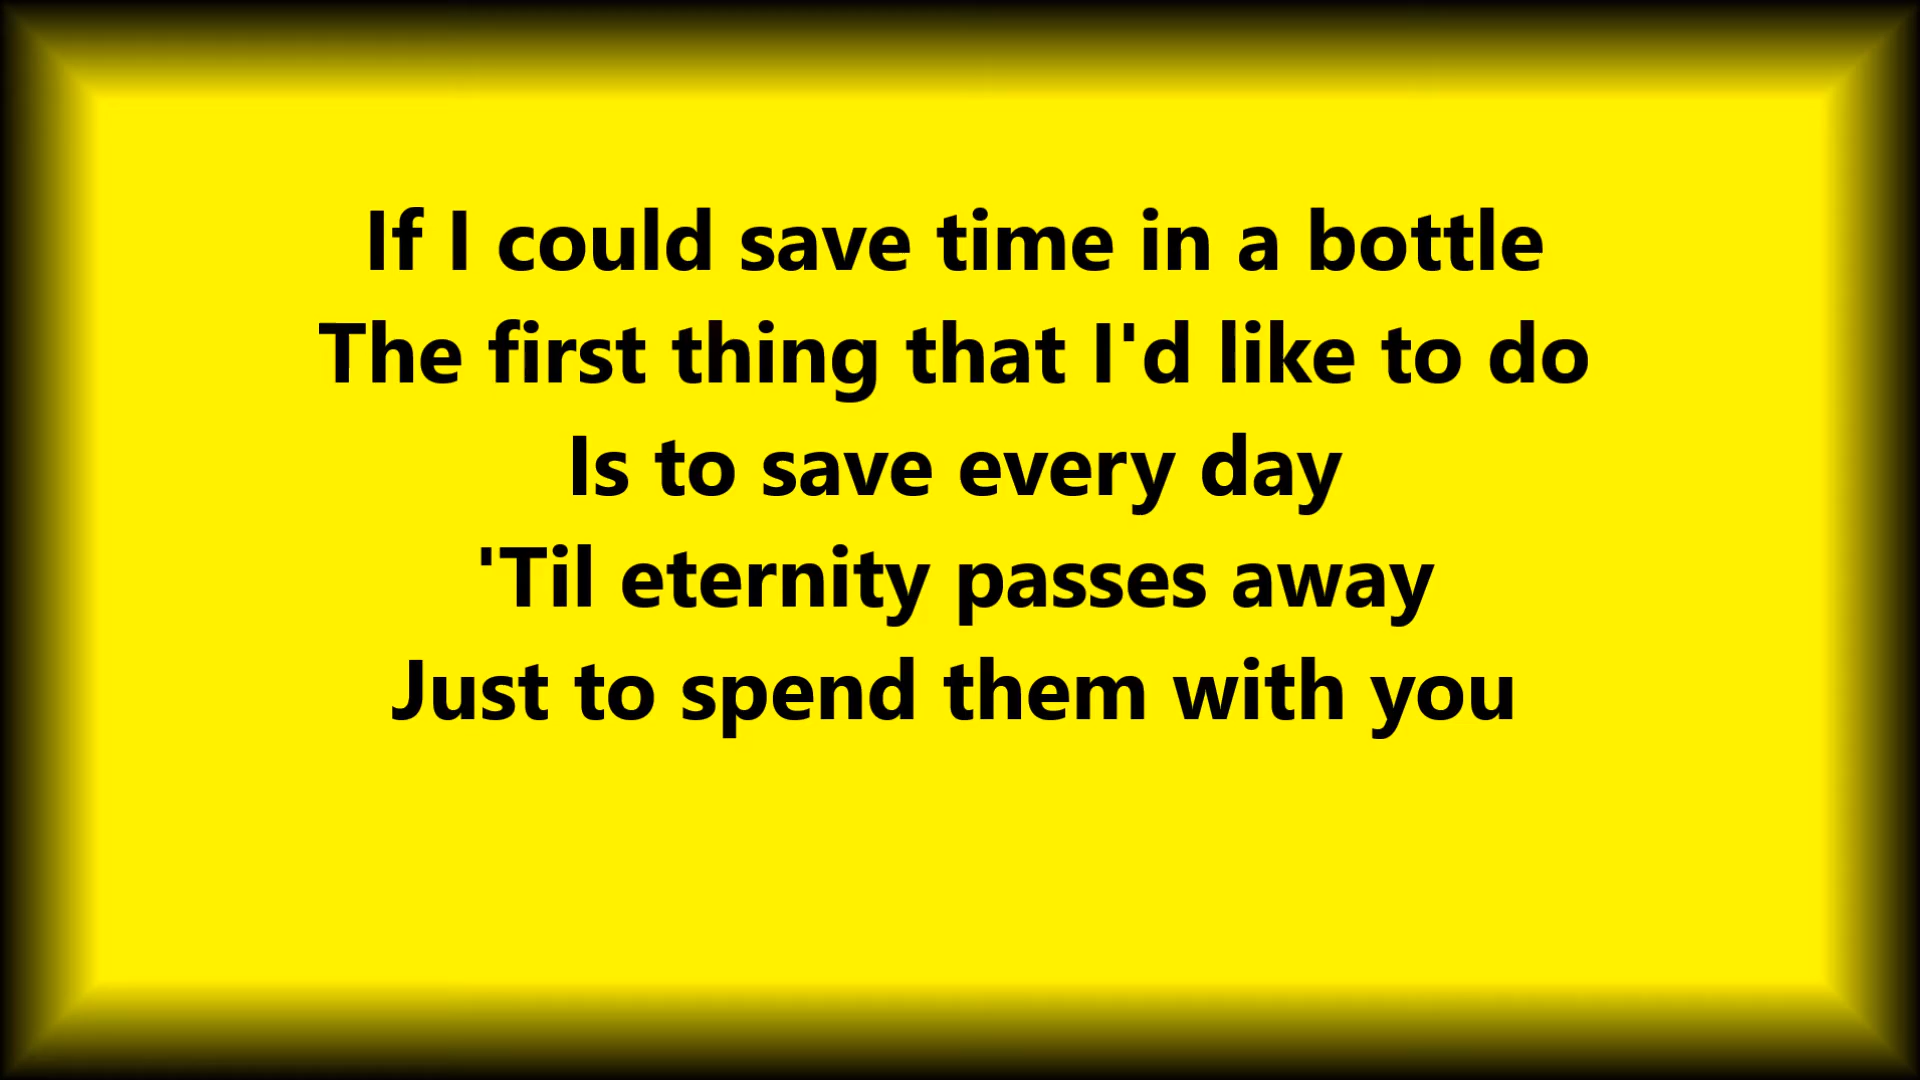 If I could save time in a bottle
The first thing that I'd like to do
Is to save every day
'Til eternity passes away
Just to spend them with you